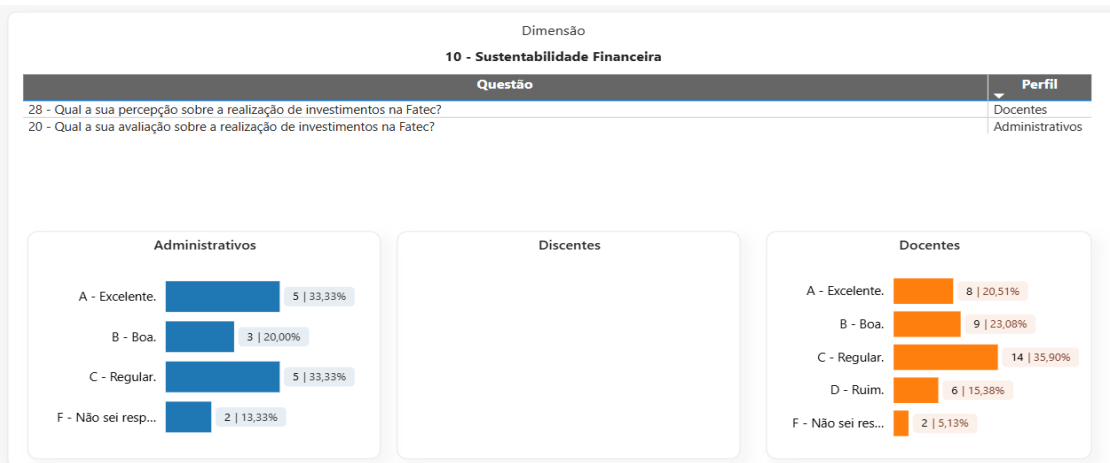 Dimensão
10 - Sustentabilidade Financeira
Questão Perfil
28 - Qual a sua percepção sobre a realização de investimentos na Fatec? Docentes
20 - Qual a sua avaliação sobre a realização de investimentos na Fatec? Administrativos
Administrativos
A - Excelente. 5 | 33,33%
B - Boa. 3 | 20,00%
C - Regular. 5 | 33,33%
F - Não sei resp... 2 | 13,33%
Discentes
Docentes
A - Excelente. 8 | 20,51%
B - Boa. 9 | 23,08%
C - Regular. 14 | 35,90%
D - Ruim. 6 | 15,38%
F - Não sei res... 2 | 5,13%